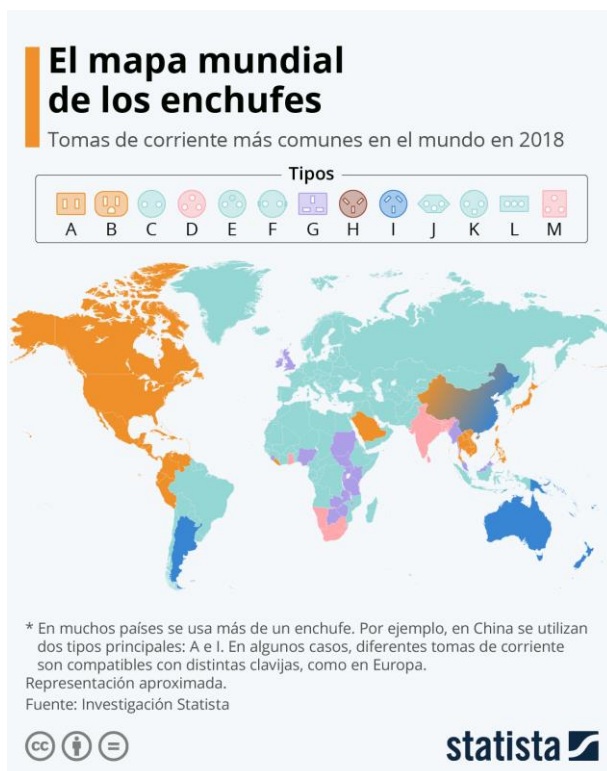 El mapa mundial
de los enchufes
Tomas de corriente más comunes en el mundo en 2018
Tipos
A B C D E F G H I J K L M
* En muchos países se usa más de un enchufe. Por ejemplo, en China se utilizan
dos tipos principales: A e I. En algunos casos, diferentes tomas de corriente
son compatibles con distintas clavijas, como en Europa.
Representación aproximada.
Fuente: Investigación Statista
cc
statista